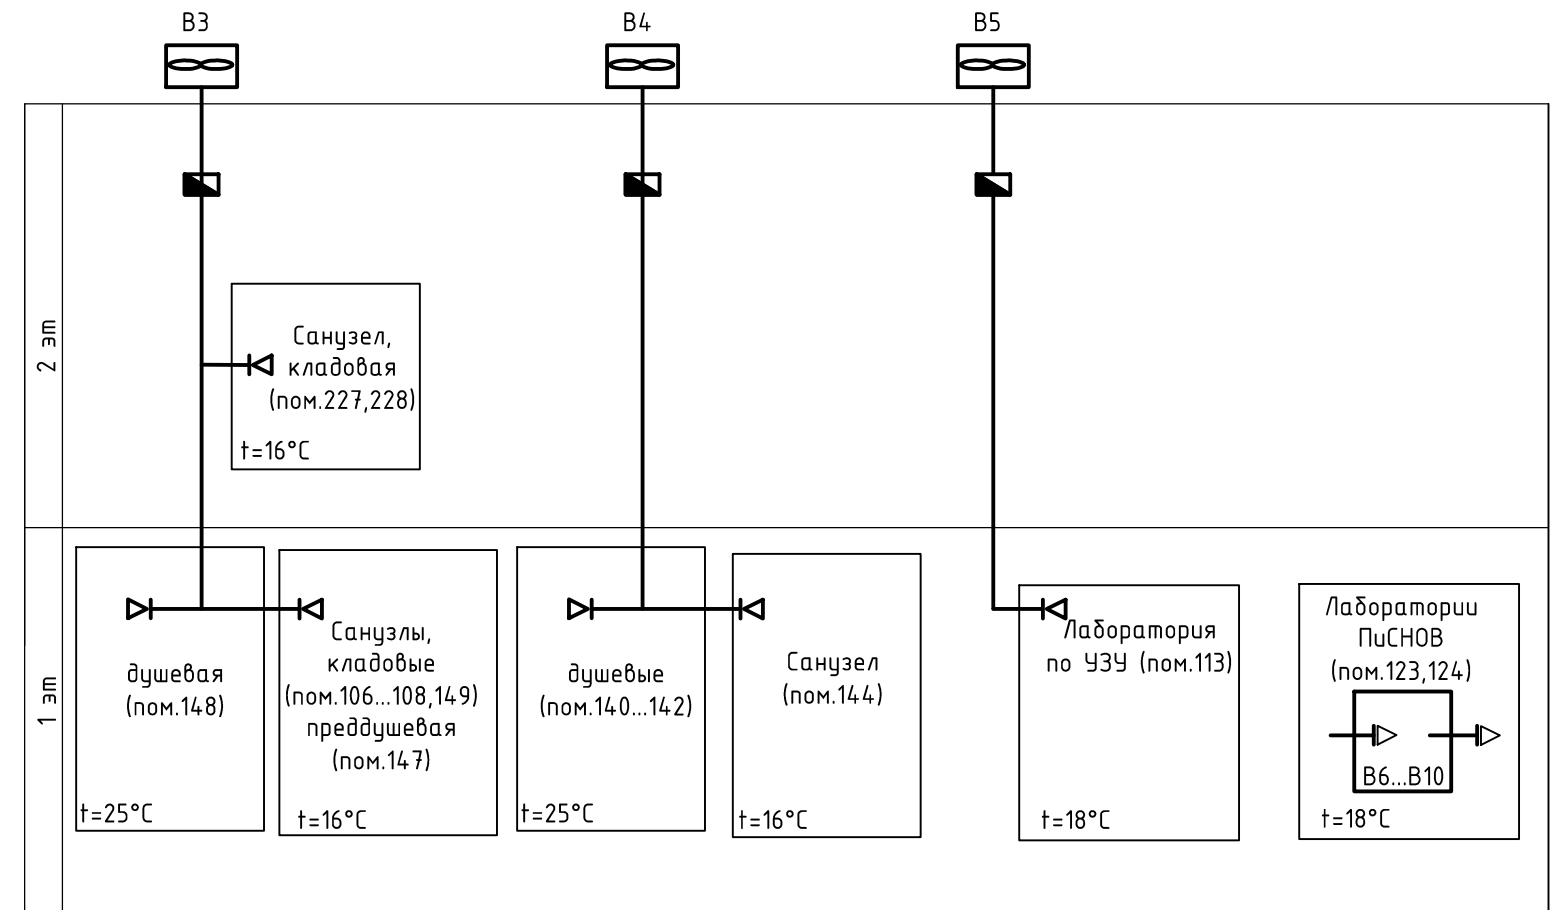 В3
В4
В5
2 эт
Санузел,
кладовая
(пом.227,228)
t=16°C
1 эт
душевая
(пом.148)
t=25°C
Санузлы,
кладовые
(пом.106...108,149)
преддушевая
(пом.147)
t=16°C
душевые
(пом.140...142)
t=25°C
Санузел
(пом.144)
t=16°C
Лаборатория
по УЗУ (пом.113)
t=18°C
Лаборатории
ПиСНОВ
(пом.123,124)
В6...В10
t=18°C